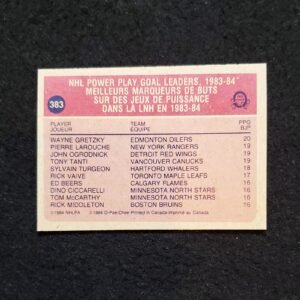 383
NHL POWER PLAY GOAL LEADERS, 1983-84
MEILLEURS MARQUEURS DE BUTS
SUR DES JEUX DE PUISSANCE
DANS LA LNH EN 1983-84
PLAYER TEAM PPG
JOUEUR EQUIPE BJP
WAYNE GRETZKY EDMONTON OILERS 20
PIERRE LAROUCHE NEW YORK RANGERS 19
JOHN OGRODNICK DETROIT RED WINGS 19
TONY TANTI VANCOUVER CANUCKS 19
SYLVAIN TURGEON HARTFORD WHALERS 18
RICK VAIVE TORONTO MAPLE LEAFS 17
ED BEERS CALGARY FLAMES 16
DINO CICCARELLI MINNESOTA NORTH STARS 16
TOM McCARTHY MINNESOTA NORTH STARS 16
RICK MIDDLETON BOSTON BRUINS 16
©1984 NHLPA ©1984 O-Pee-Chee Printed in Canada-Imprimé au Canada